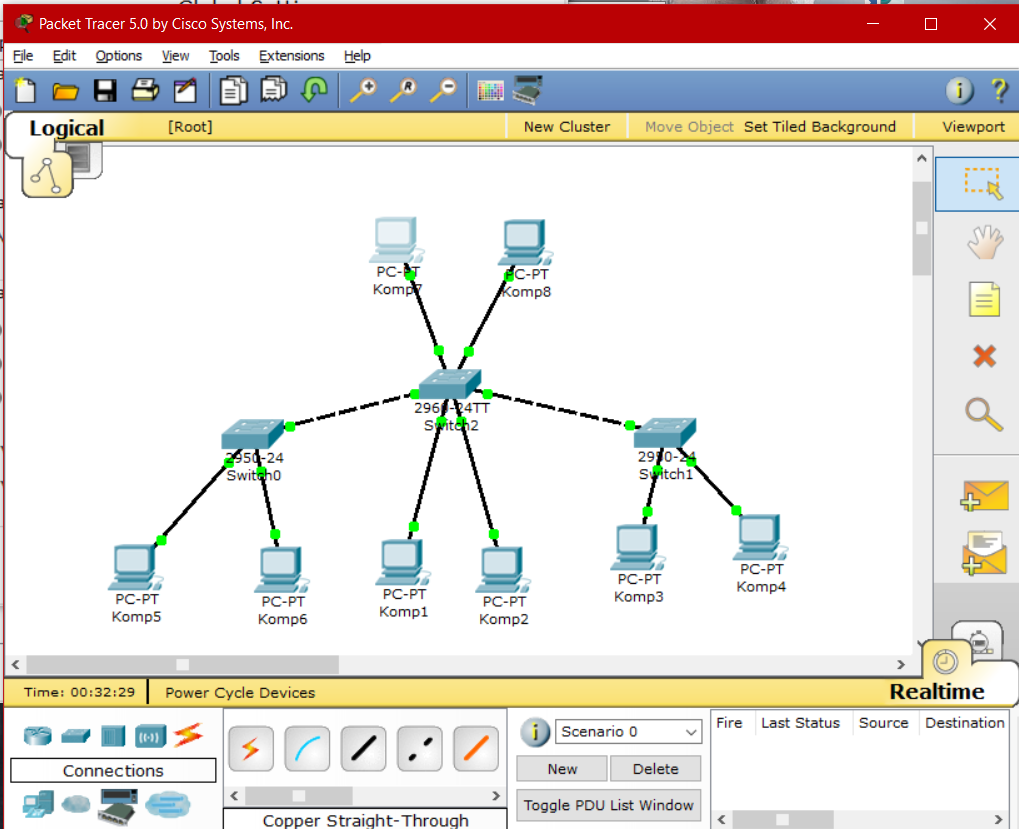 Packet Tracer 5.0 by Cisco Systems, Inc.
File Edit Options View Tools Extensions Help
Logical [Root] New Cluster Move Object Set Tiled Background Viewport
PC-PT
Komp7
PC-PT
Komp8
2960-24TT
Switch2
2950-24
Switch0
2950-24
Switch1
PC-PT
Komp5
PC-PT
Komp6
PC-PT
Komp1
PC-PT
Komp2
PC-PT
Komp3
PC-PT
Komp4
Time: 00:32:29 Power Cycle Devices Realtime
Connections
Copper Straight-Through
Scenario 0
New Delete
Toggle PDU List Window
Fire Last Status Source Destination